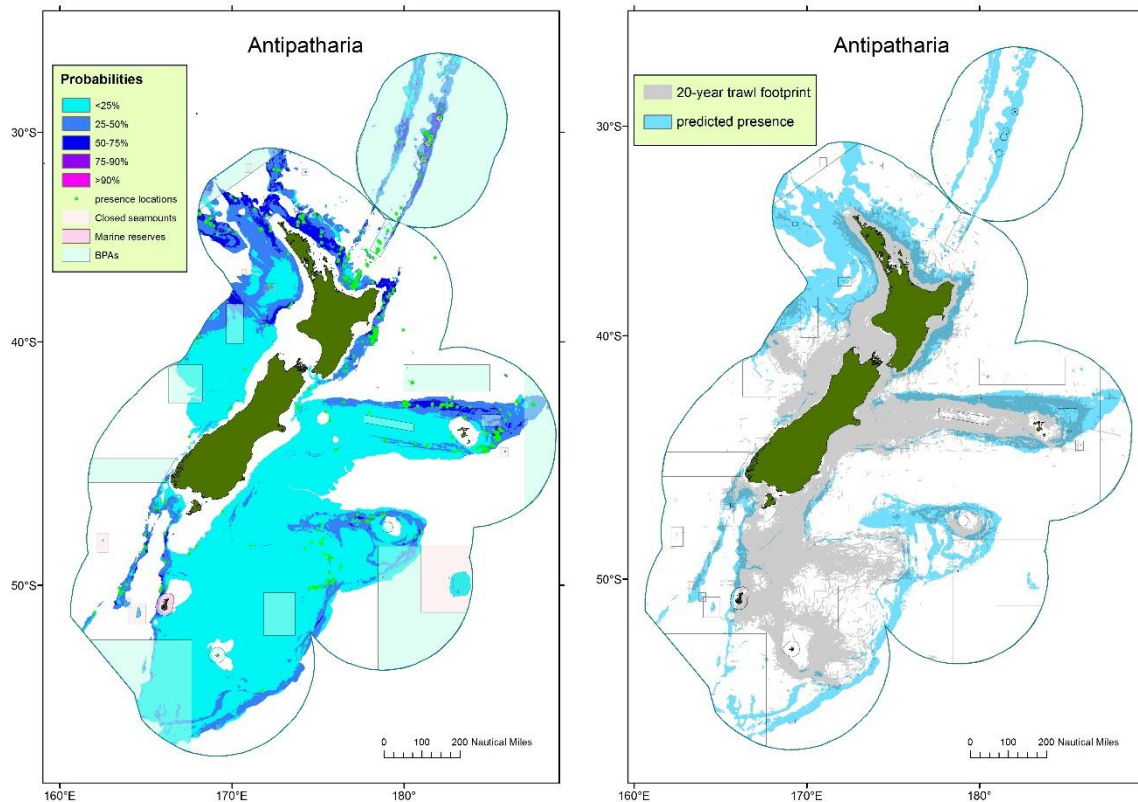 Antipatharia
Probabilities
<25%
25-50%
50-75%
75-90%
>90%
presence locations
Closed seamounts
Marine reserves
BPAs
30°S
40°S
50°S
0 100 200 Nautical Miles
160°E 170°E 180°
Antipatharia
20-year trawl footprint
predicted presence
30°S
40°S
50°S
0 100 200 Nautical Miles
160°E 170°E 180°